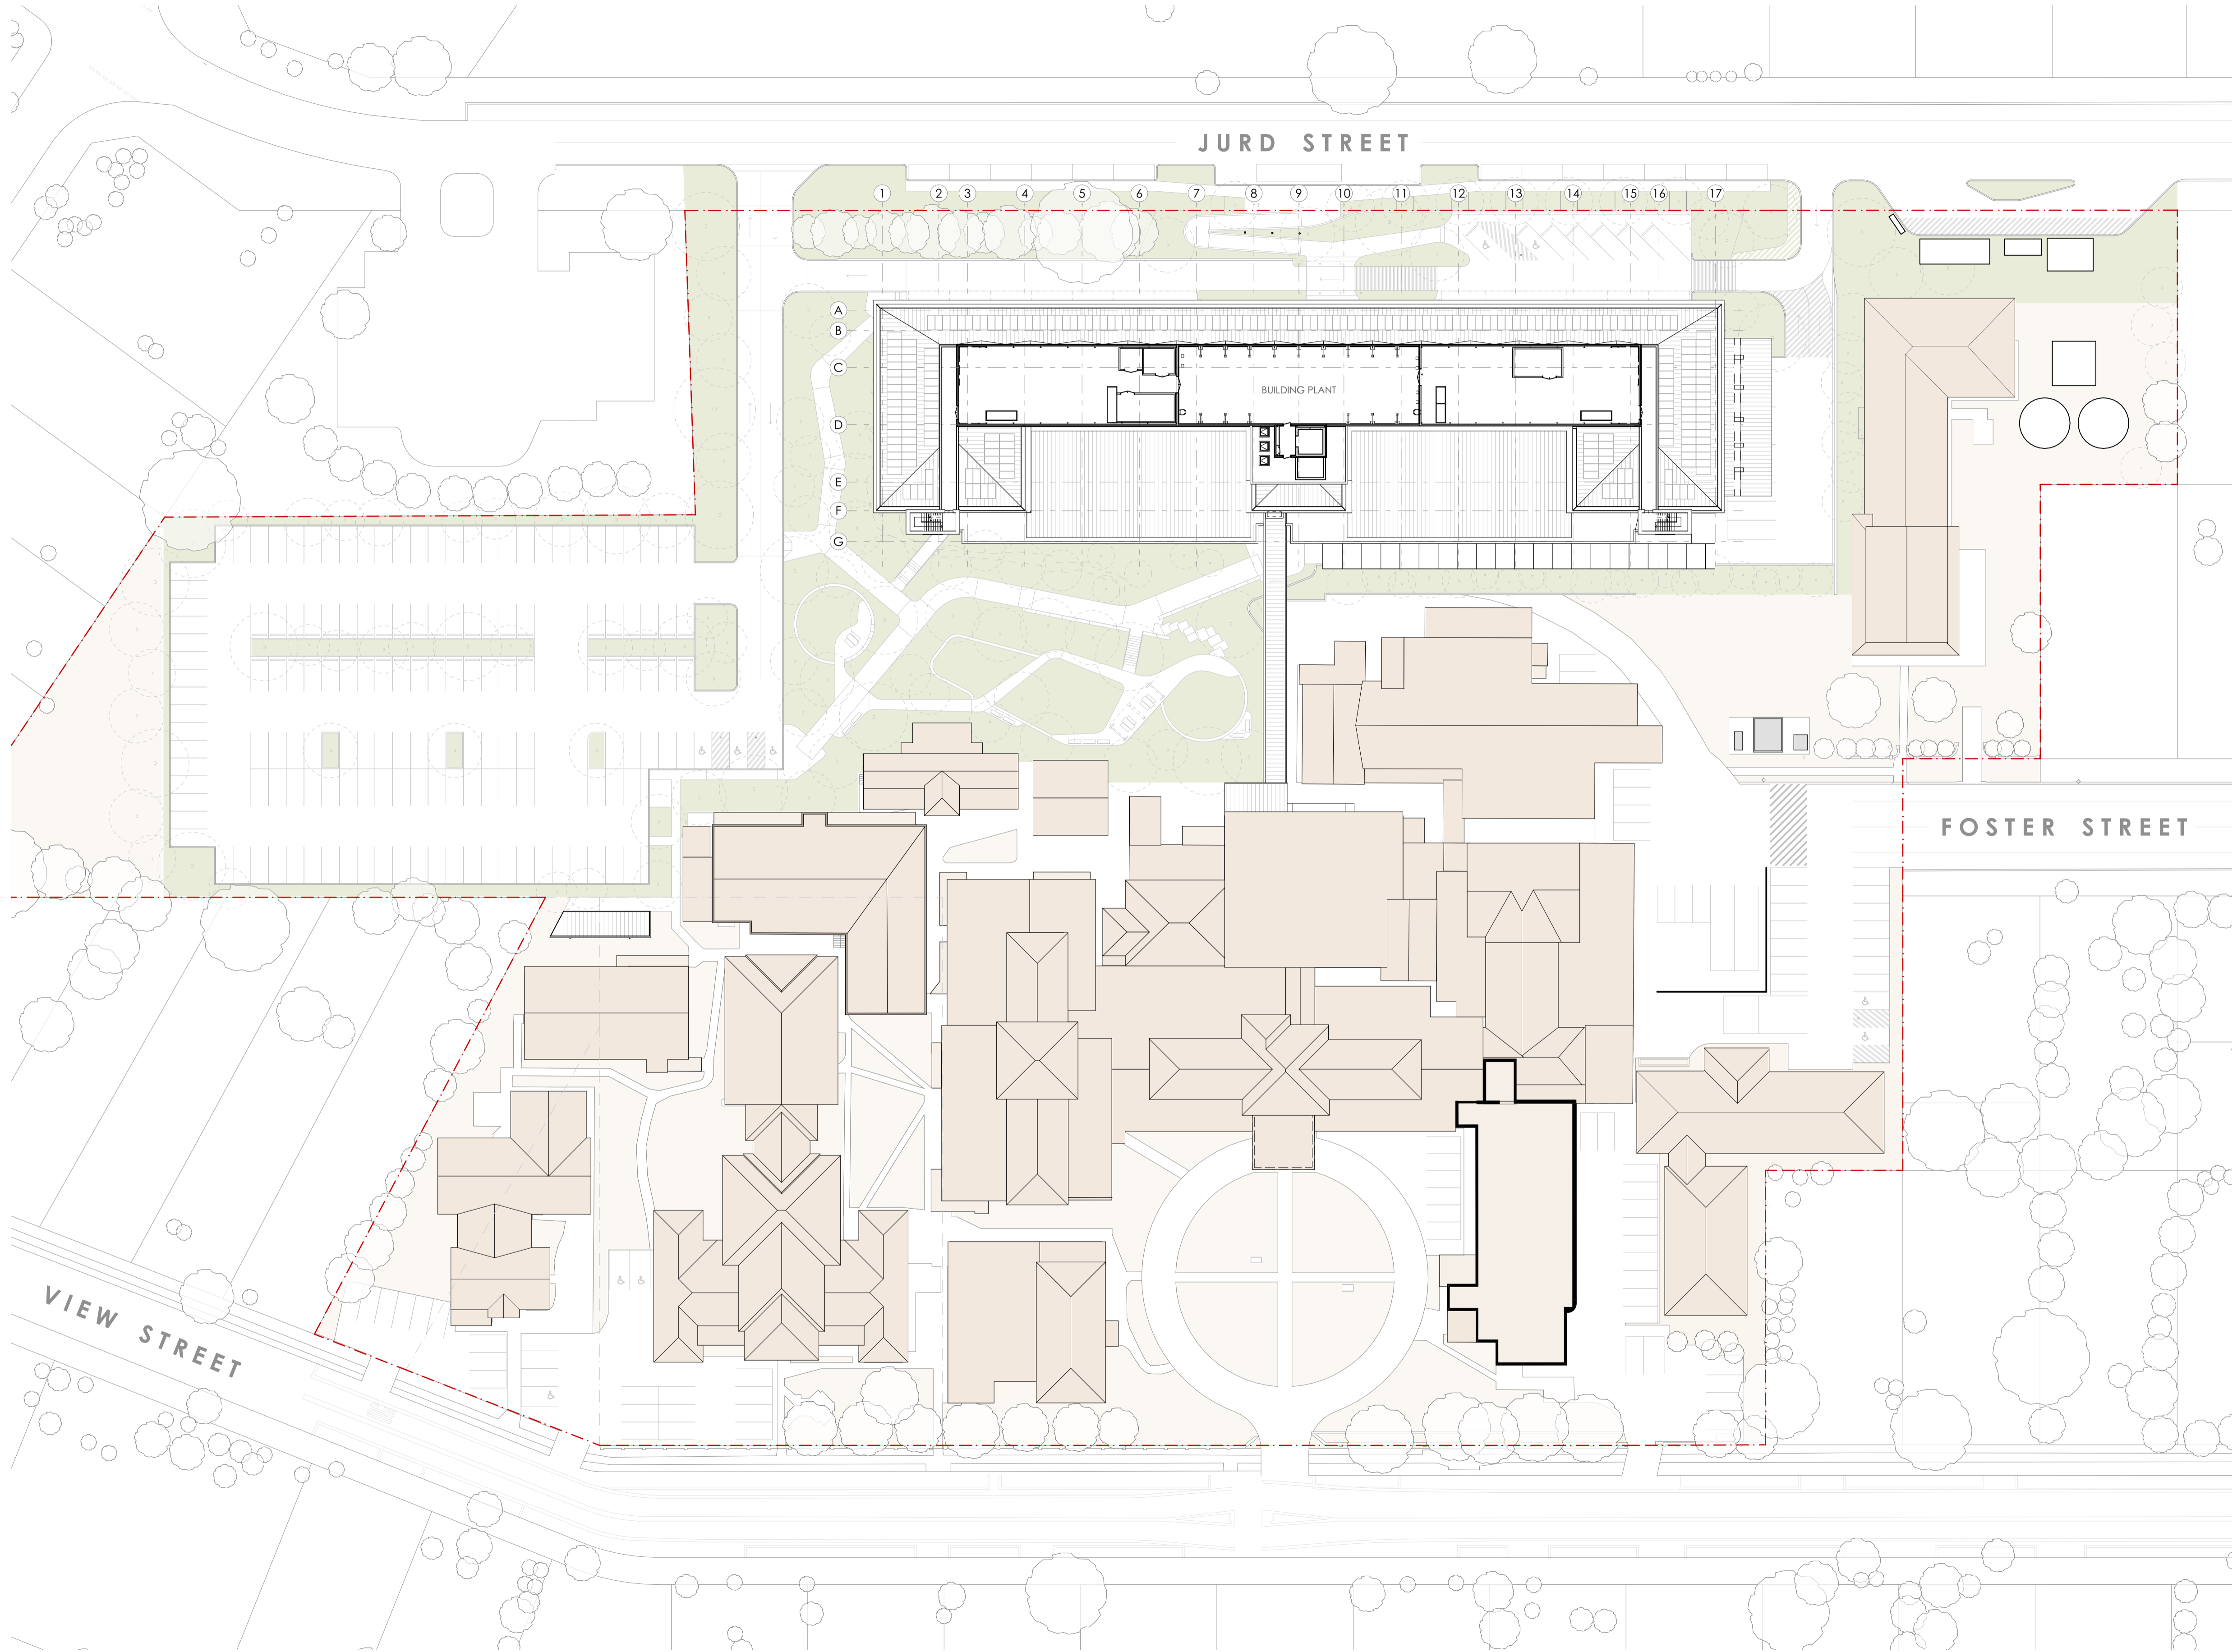 JURD STREET
1 2 3 4 5 6 7 8 9 10 11 12 13 14 15 16 17
A
B
C
BUILDING PLANT
D
E
F
G
FOSTER STREET
VIEW STREET